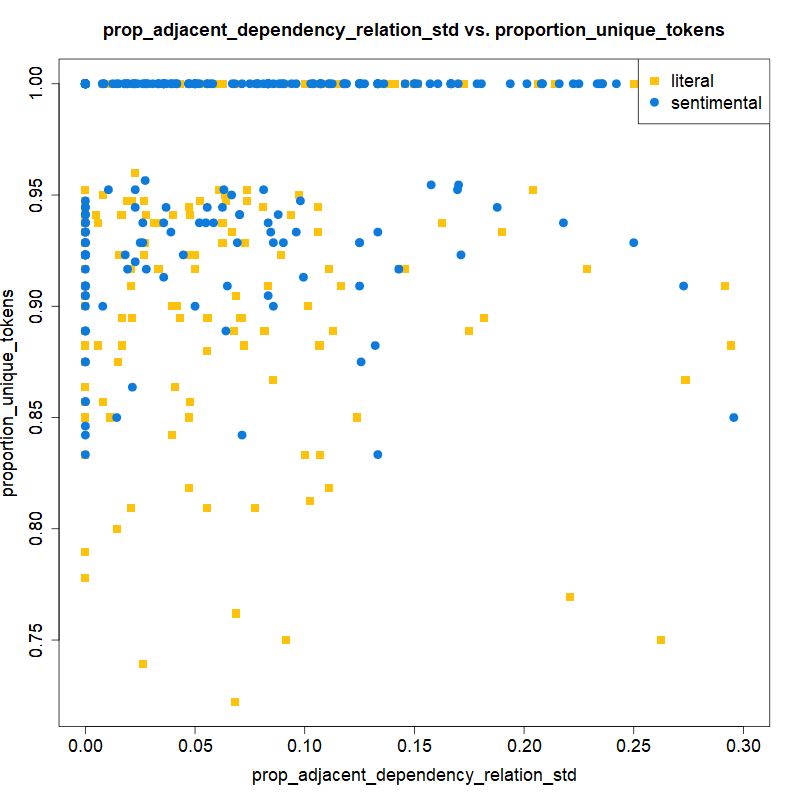 prop_adjacent_dependency_relation_std vs. proportion_unique_tokens
literal
sentimental
proportion_unique_tokens
1.00
0.95
0.90
0.85
0.80
0.75
0.00 0.05 0.10 0.15 0.20 0.25 0.30
prop_adjacent_dependency_relation_std